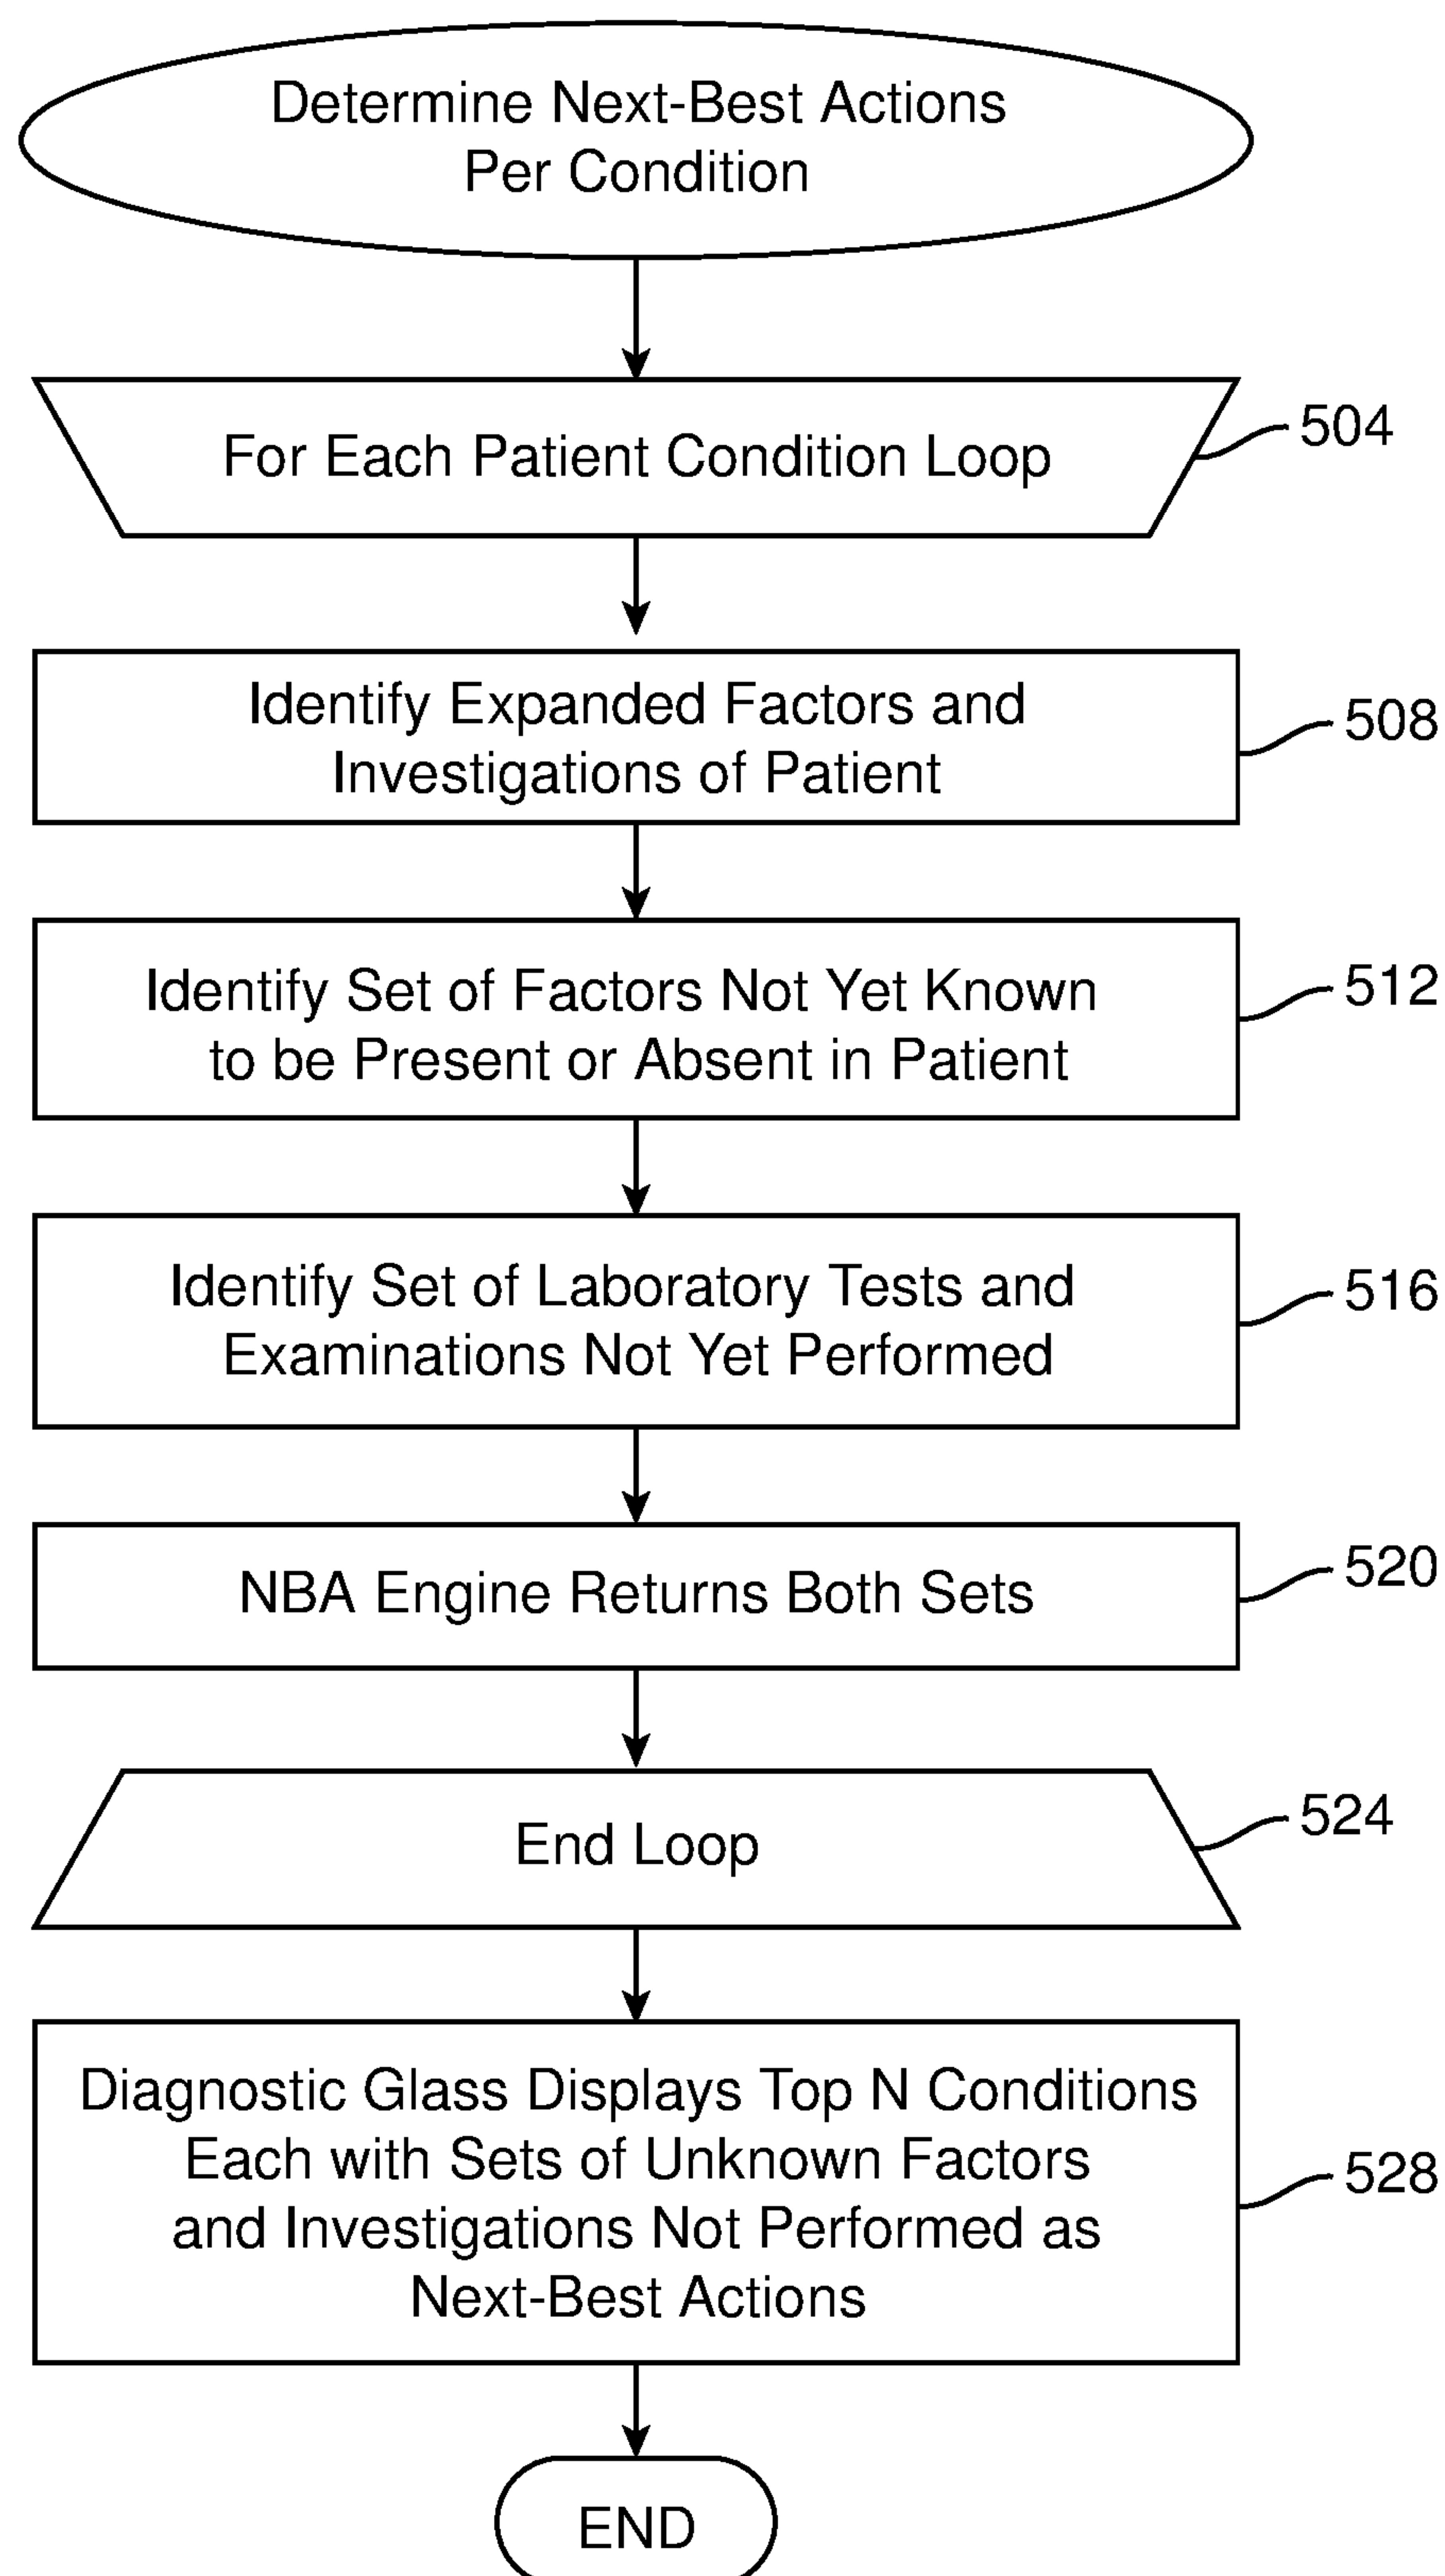 Determine Next-Best Actions
Per Condition
For Each Patient Condition Loop
504
Identify Expanded Factors and
Investigations of Patient
508
Identify Set of Factors Not Yet Known
to be Present or Absent in Patient
512
Identify Set of Laboratory Tests and
Examinations Not Yet Performed
516
NBA Engine Returns Both Sets
520
End Loop
524
Diagnostic Glass Displays Top N Conditions
Each with Sets of Unknown Factors
and Investigations Not Performed as
Next-Best Actions
528
END